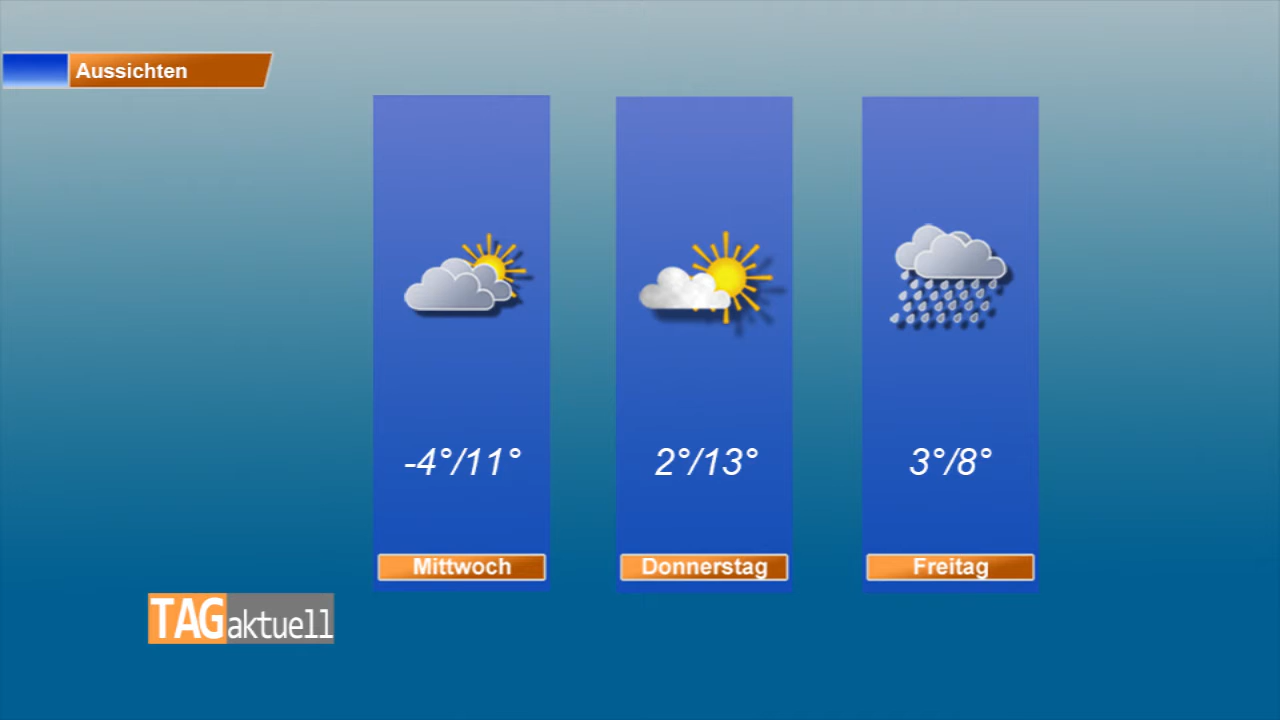 Aussichten
-4°/11°
2°/13°
3°/8°
Mittwoch
Donnerstag
Freitag
TAGaktuell